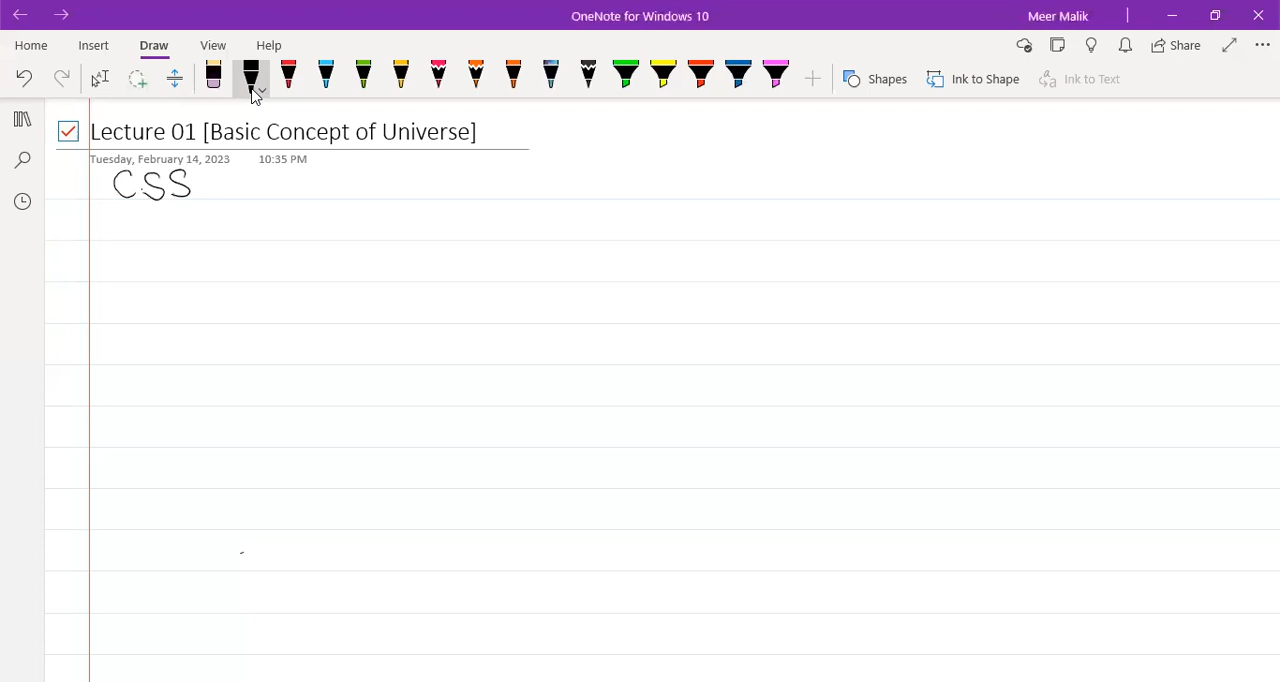 OneNote for Windows 10
Meer Malik
Home Insert Draw View Help
Share
Shapes
Ink to Shape
Ink to Text
Lecture 01 [Basic Concept of Universe]
Tuesday, February 14, 2023 10:35 PM
CSS